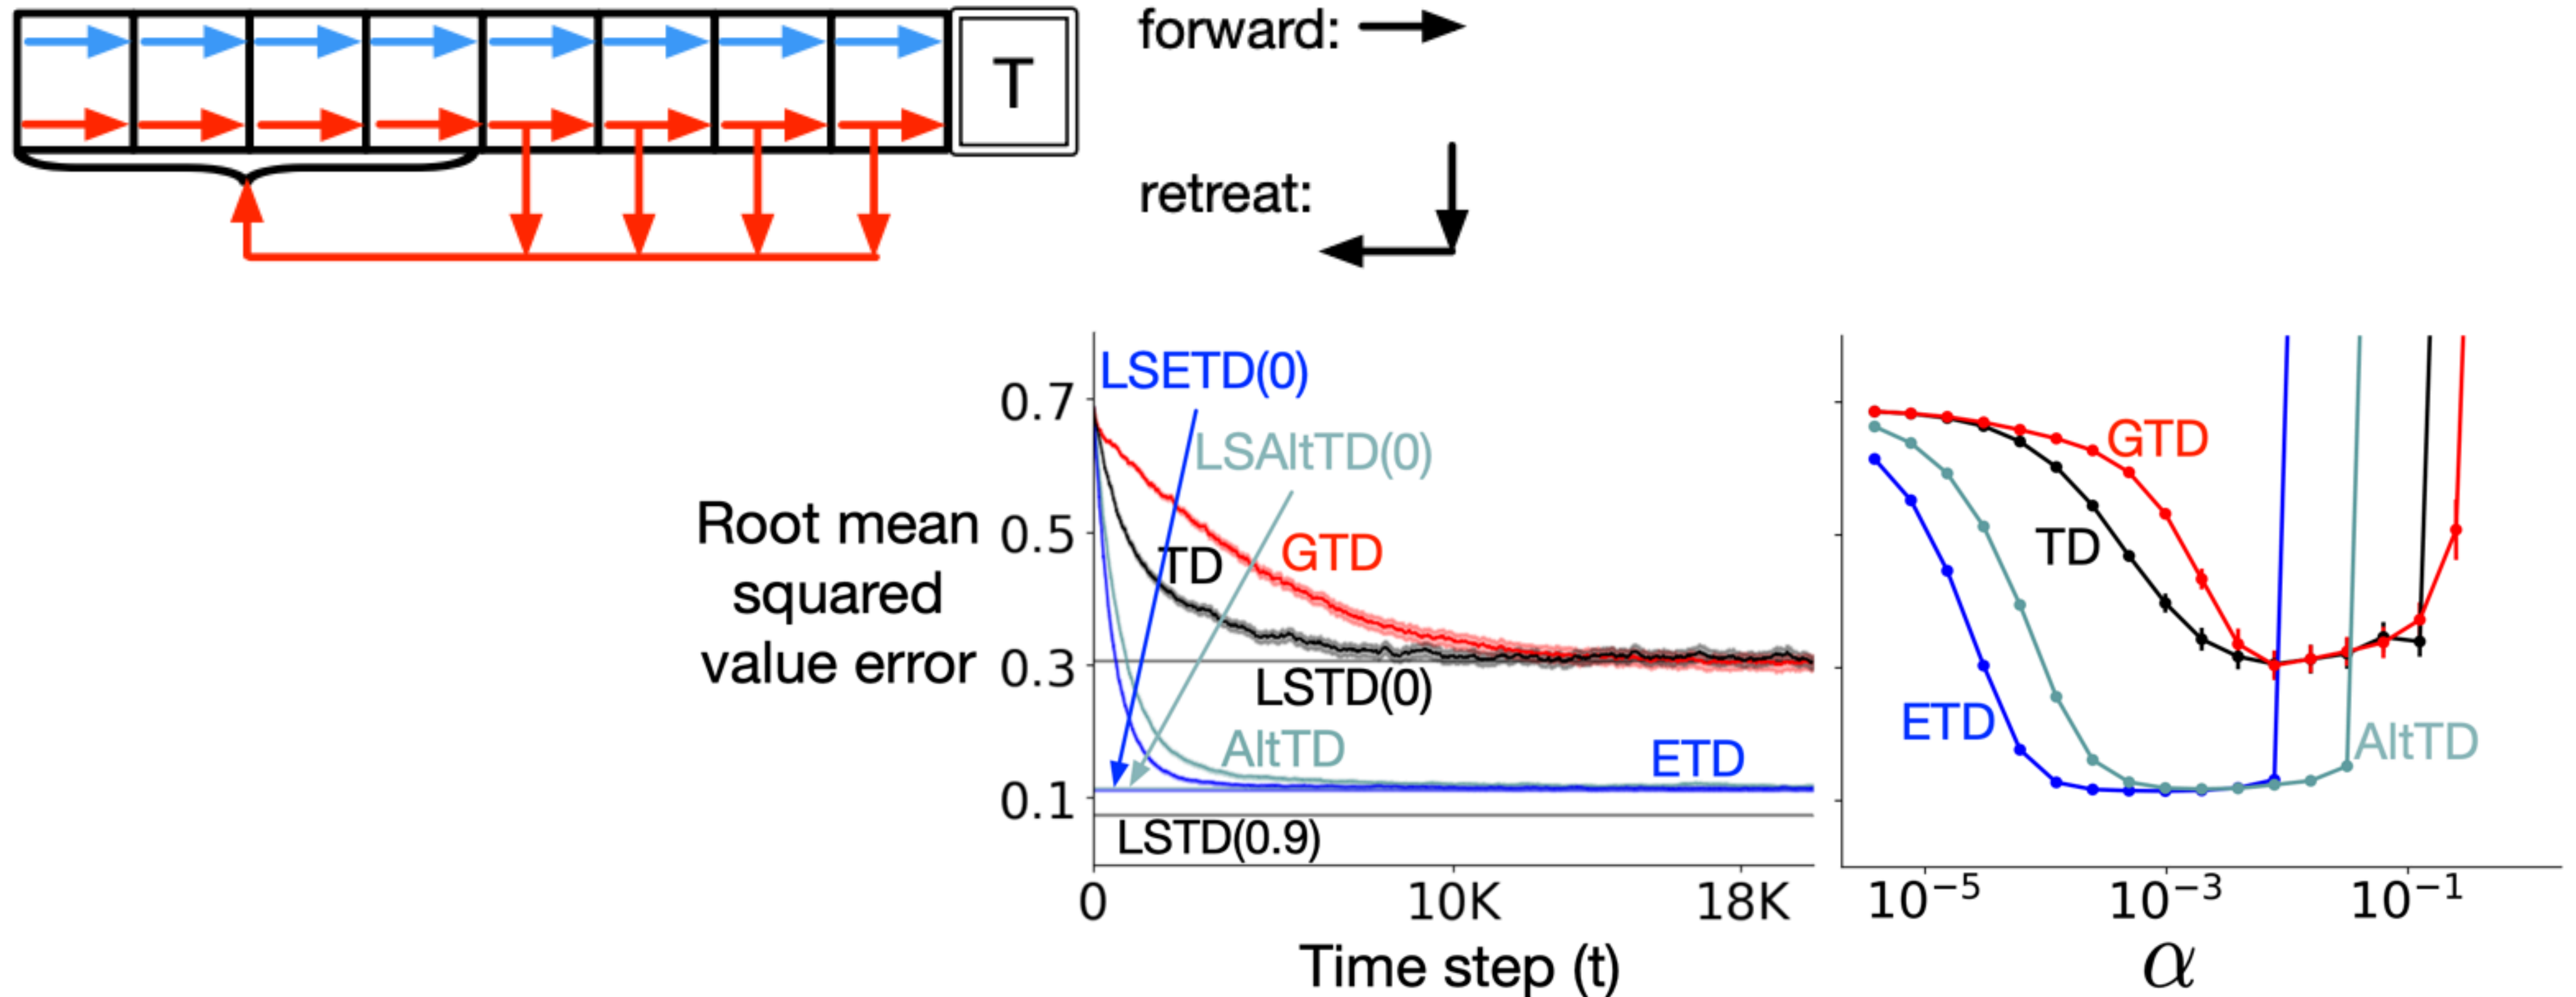 T
forward:
retreat:
Root mean
squared
value error
0.7
0.5
0.3
0.1
LSETD(0)
LSAltTD(0)
TD
GTD
LSTD(0)
AltTD
ETD
LSTD(0.9)
0
10K
18K
Time step (t)
GTD
TD
ETD
AltTD
10⁻⁵
10⁻³
10⁻¹
α